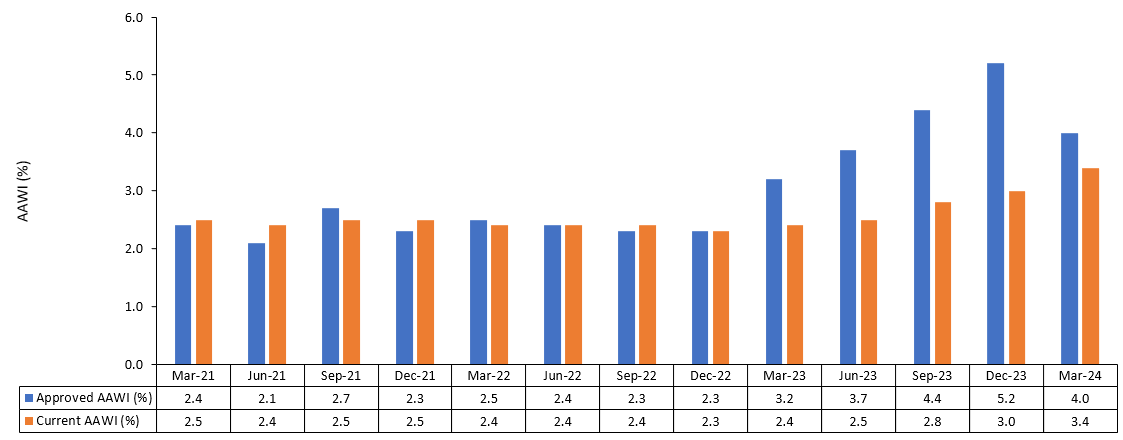 AAWI (%)
6.0
5.0
4.0
3.0
2.0
1.0
0.0
Mar-21 Jun-21 Sep-21 Dec-21 Mar-22 Jun-22 Sep-22 Dec-22 Mar-23 Jun-23 Sep-23 Dec-23 Mar-24
Approved AAWI (%) 2.4 2.1 2.7 2.3 2.5 2.4 2.3 2.3 3.2 3.7 4.4 5.2 4.0
Current AAWI (%) 2.5 2.4 2.5 2.5 2.4 2.4 2.4 2.3 2.4 2.5 2.8 3.0 3.4